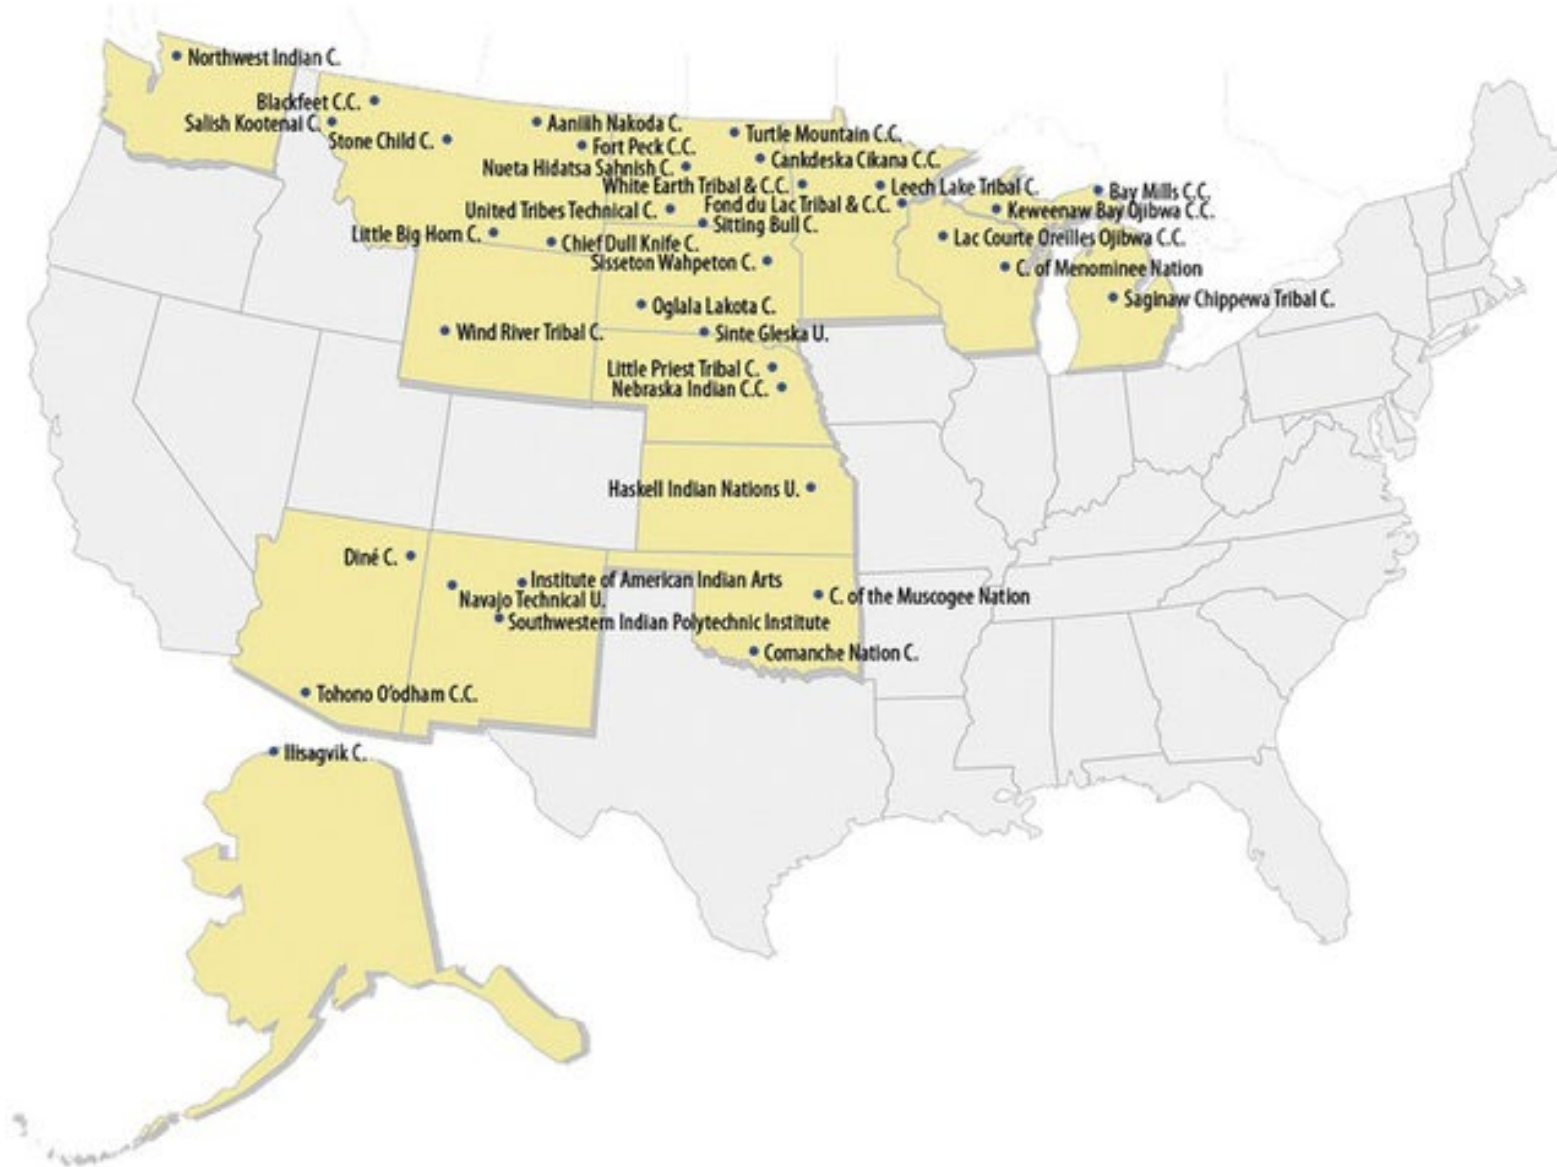 Northwest Indian C.
Blackfeet C.C.
Salish Kootenai C.
Stone Child C.
Aaniiih Nakoda C.
Fort Peck C.C.
Turtle Mountain C.C.
Cankdeska Cikana C.C.
Nueta Hidatsa Sahnish C.
White Earth Tribal & C.C.
Leech Lake Tribal C.
Bay Mills C.C.
Fond du Lac Tribal & C.C.
Keweenaw Bay Ojibwa C.C.
United Tribes Technical C.
Sitting Bull C.
Little Big Horn C.
Chief Dull Knife C.
Lac Courte Oreilles Ojibwa C.C.
Sisseton Wahpeton C.
C. of Menominee Nation
Oglala Lakota C.
Saginaw Chippewa Tribal C.
Wind River Tribal C.
Sinte Gleska U.
Little Priest Tribal C.
Nebraska Indian C.C.
Haskell Indian Nations U.
Diné C.
Institute of American Indian Arts
Navajo Technical U.
C. of the Muscogee Nation
Southwestern Indian Polytechnic Institute
Comanche Nation C.
Tohono O'odham C.C.
Ilisagvik C.